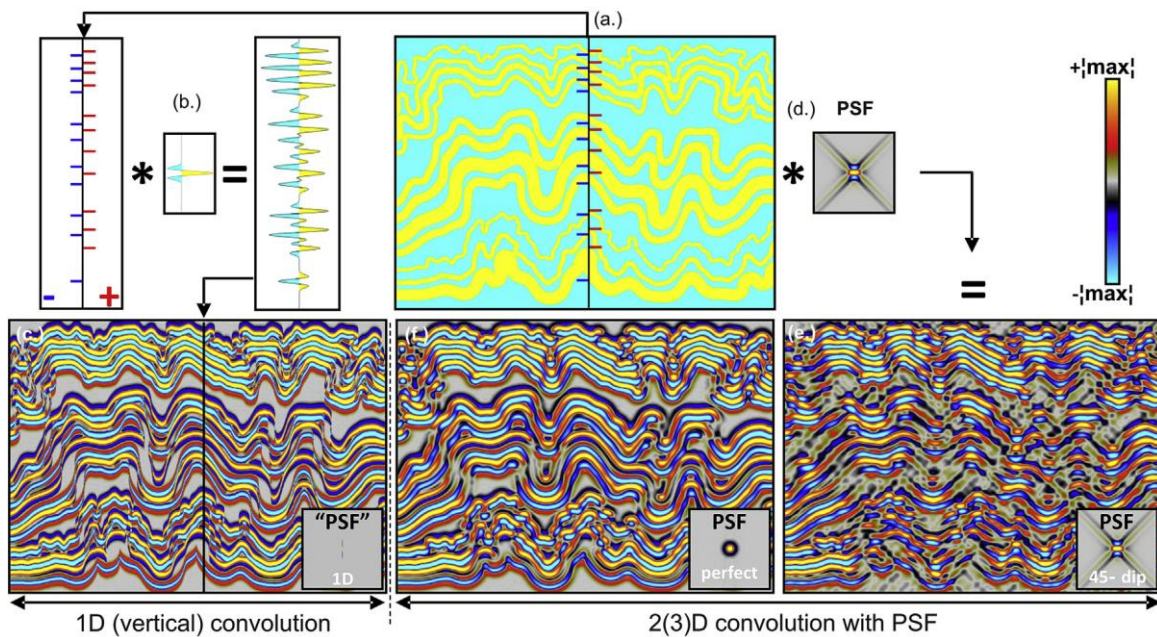 (a.)
(b.)
*
=
-
+
(d.)
PSF
*
=
+¦max¦
-¦max¦
(c.)
"PSF"
1D
(f.)
PSF
perfect
(e.)
PSF
45- dip
1D (vertical) convolution
2(3)D convolution with PSF